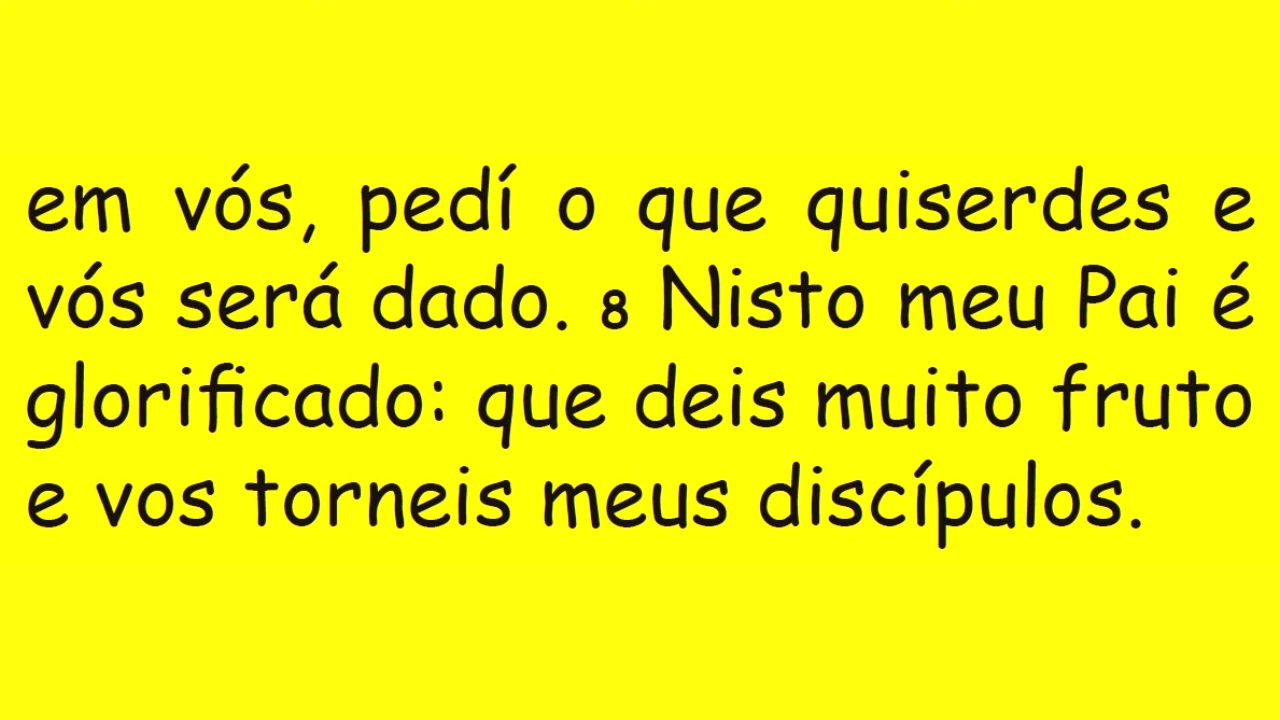 em vós, pedí o que quiserdes e
vós será dado. 8 Nisto meu Pai é
glorificado: que deis muito fruto
e vos torneis meus discípulos.